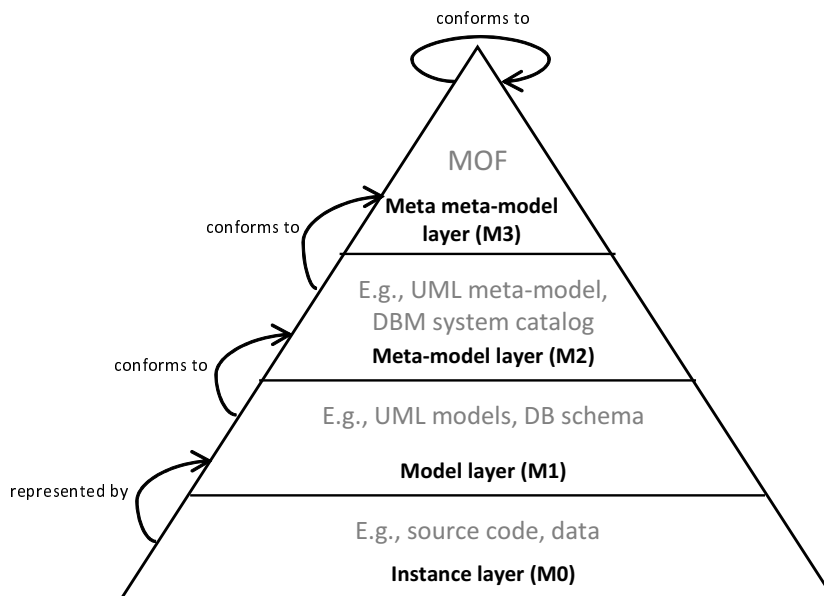 conforms to
MOF
Meta meta-model
layer (M3)
conforms to
E.g., UML meta-model,
DBM system catalog
Meta-model layer (M2)
conforms to
E.g., UML models, DB schema
Model layer (M1)
represented by
E.g., source code, data
Instance layer (M0)